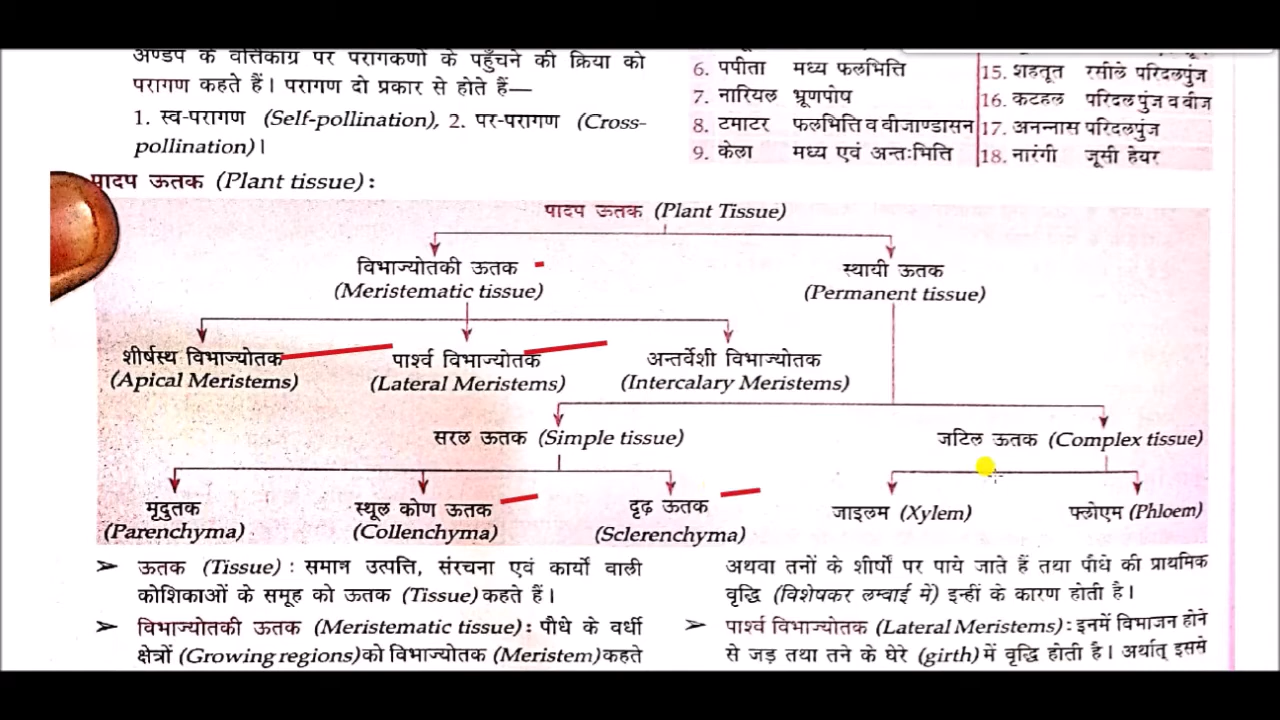 अण्डप के वर्त्तिकाग्र पर परागकणों के पहुँचने की क्रिया को
परागण कहते हैं। परागण दो प्रकार से होते हैं—
1. स्व-परागण (Self-pollination), 2. पर-परागण (Cross-
pollination)।
6. पपीता मध्य फलभित्ति
7. नारियल भ्रूणपोष
8. टमाटर फलभित्ति व बीजाण्डासन
9. केला मध्य एवं अन्तःभित्ति
15. शहतूत रसीले परिदलपुंज
16. कटहल परिदलपुंज व बीज
17. अनन्नास परिदलपुंज
18. नारंगी जूसी हेयर
पादप ऊतक (Plant tissue) :
पादप ऊतक (Plant Tissue)
विभाज्योतकी ऊतक
(Meristematic tissue)
स्थायी ऊतक
(Permanent tissue)
शीर्षस्थ विभाज्योतक
(Apical Meristems)
पार्श्व विभाज्योतक
(Lateral Meristems)
अन्तर्वेशी विभाज्योतक
(Intercalary Meristems)
सरल ऊतक (Simple tissue)
जटिल ऊतक (Complex tissue)
मृदुतक
(Parenchyma)
स्थूल कोण ऊतक
(Collenchyma)
दृढ़ ऊतक
(Sclerenchyma)
जाइलम (Xylem)
फ्लोएम (Phloem)
➤ ऊतक (Tissue) : समान उत्पत्ति, संरचना एवं कार्यों वाली
कोशिकाओं के समूह को ऊतक (Tissue) कहते हैं।
➤ विभाज्योतकी ऊतक (Meristematic tissue) : पौधे के वर्धी
क्षेत्रों (Growing regions) को विभाज्योतक (Meristem) कहते
अथवा तनों के शीर्षों पर पाये जाते हैं तथा पौधे की प्राथमिक
वृद्धि (विशेषकर लम्बाई में) इन्हीं के कारण होती है।
➤ पार्श्व विभाज्योतक (Lateral Meristems) : इनमें विभाजन होने
से जड़ तथा तने के घेरे (girth) में वृद्धि होती है। अर्थात् इससे